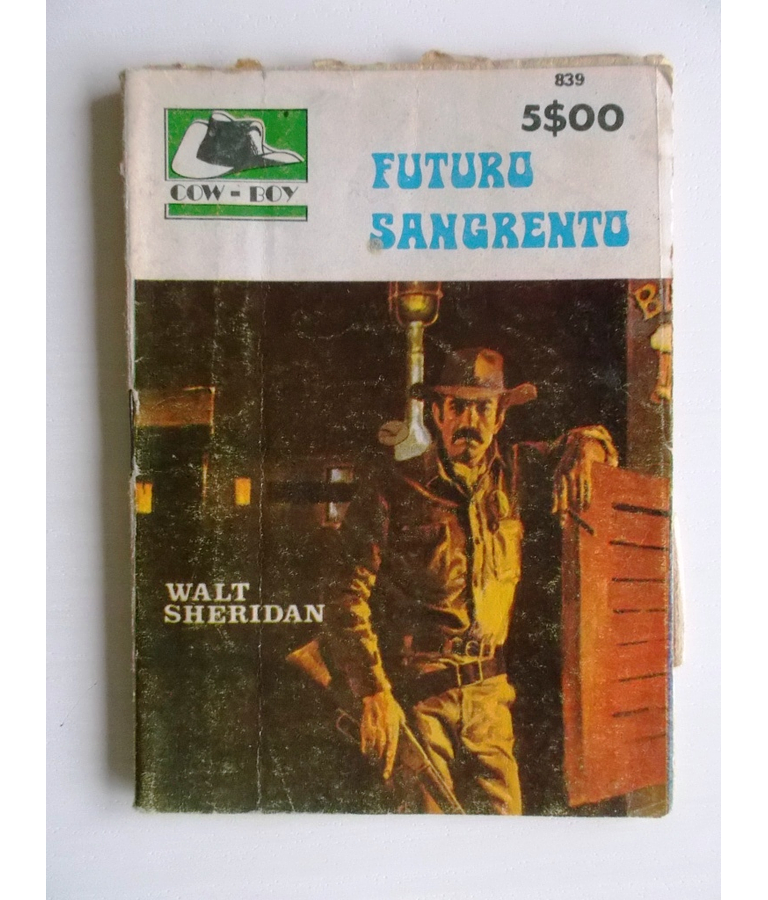 839
5$00
COW - BOY
FUTURO
SANGRENTO
WALT
SHERIDAN